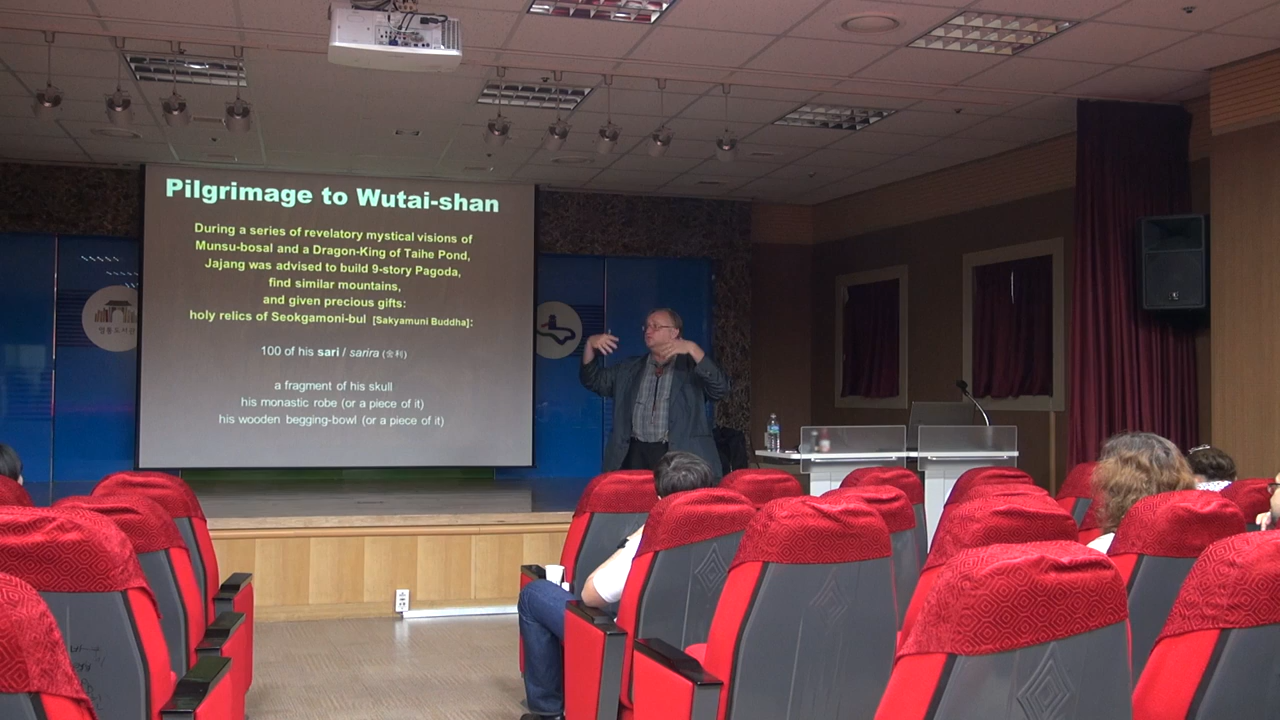 Pilgrimage to Wutai-shan
During a series of revelatory mystical visions of
Munsu-bosal and a Dragon-King of Taihe Pond,
Jajang was advised to build 9-story Pagoda,
find similar mountains,
and given precious gifts:
holy relics of Seokgamoni-bul [Sakyamuni Buddha]:
100 of his sari / sarira (舍利)
a fragment of his skull
his monastic robe (or a piece of it)
his wooden begging-bowl (or a piece of it)